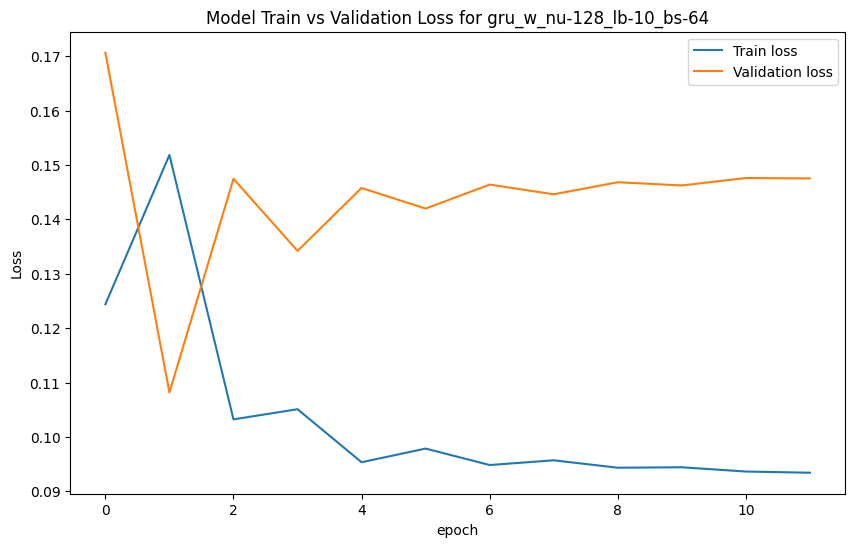 Model Train vs Validation Loss for gru_w_nu-128_lb-10_bs-64
Train loss
Validation loss
0.17
0.16
0.15
0.14
0.13
0.12
0.11
0.10
0.09
Loss
0 2 4 6 8 10
epoch